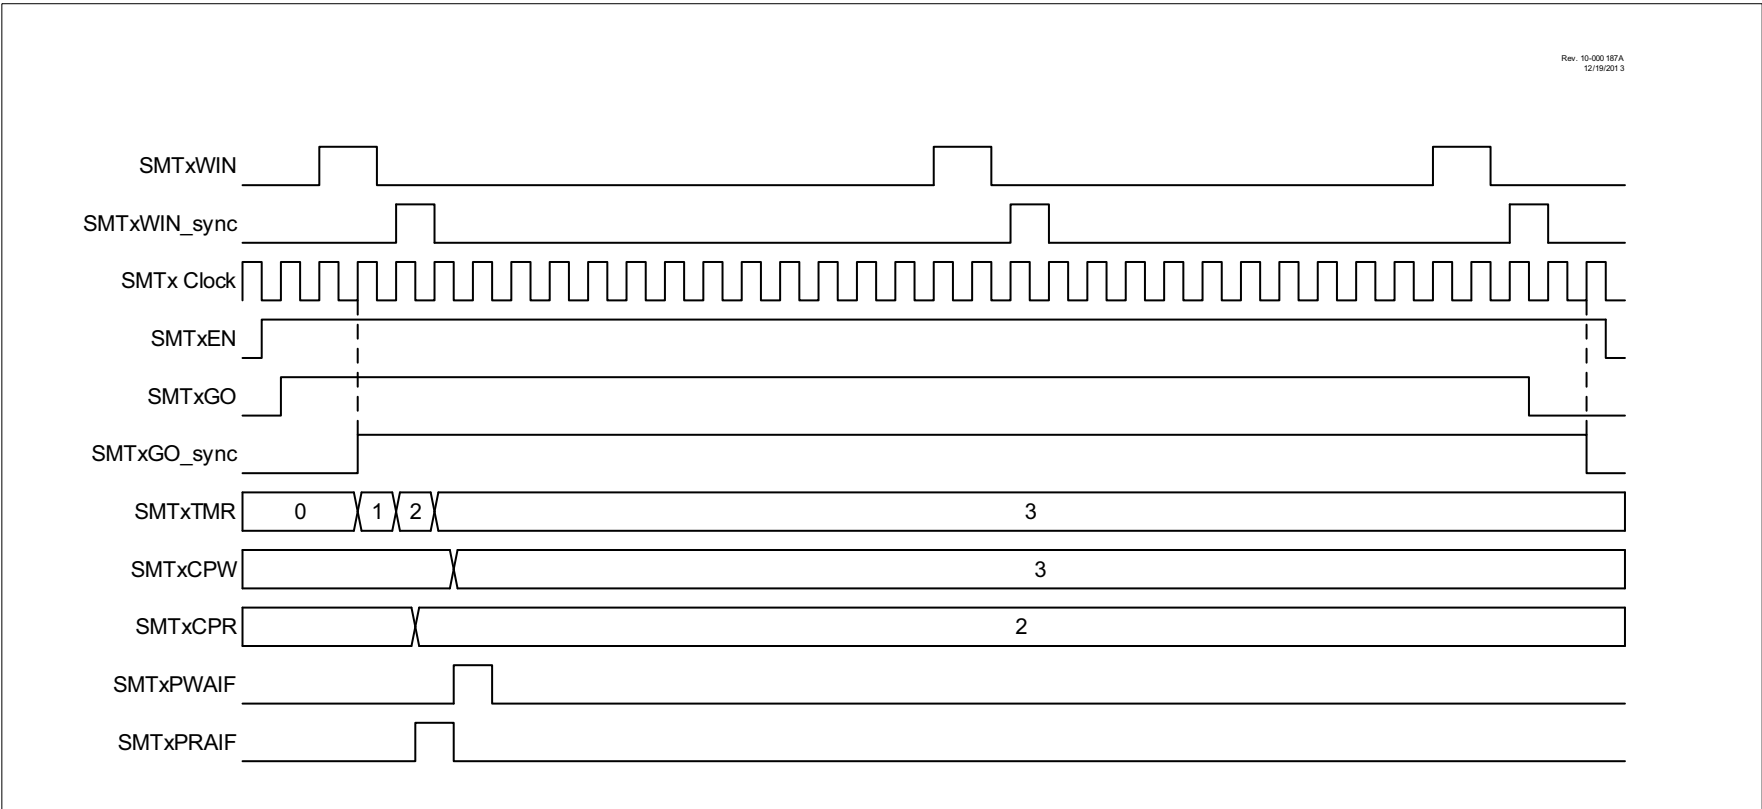 Rev. 10-000 187A
12/19/201 3
SMTxWIN
SMTxWIN_sync
SMTx Clock
SMTxEN
SMTxGO
SMTxGO_sync
SMTxTMR 0 1 2 3
SMTxCPW 3
SMTxCPR 2
SMTxPWAIF
SMTxPRAIF